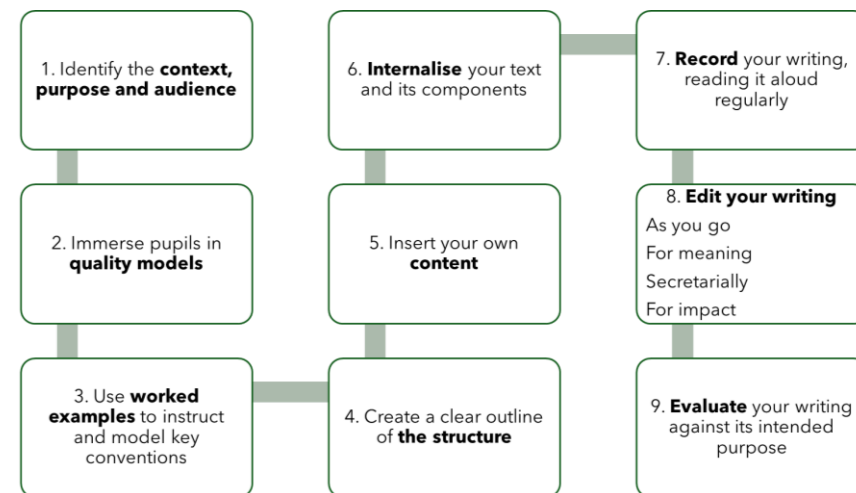 1. Identify the context,
purpose and audience
2. Immerse pupils in
quality models
3. Use worked
examples to instruct
and model key
conventions
4. Create a clear outline
of the structure
5. Insert your own
content
6. Internalise your text
and its components
7. Record your writing,
reading it aloud
regularly
8. Edit your writing
As you go
For meaning
Secretarially
For impact
9. Evaluate your writing
against its intended
purpose